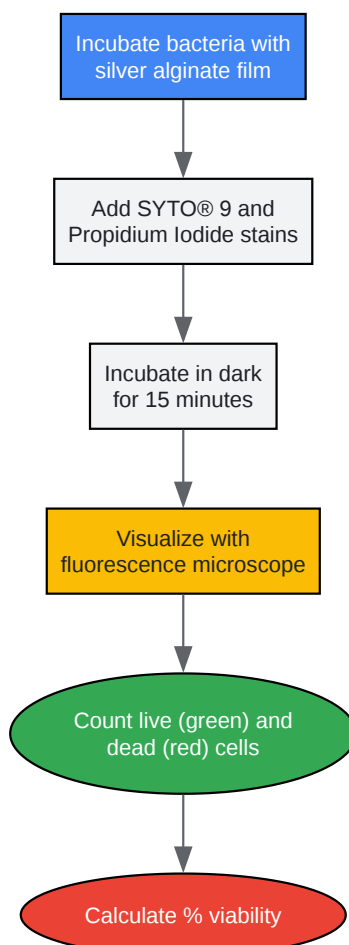 Incubate bacteria with
silver alginate film
Add SYTO® 9 and
Propidium Iodide stains
Incubate in dark
for 15 minutes
Visualize with
fluorescence microscope
Count live (green) and
dead (red) cells
Calculate % viability